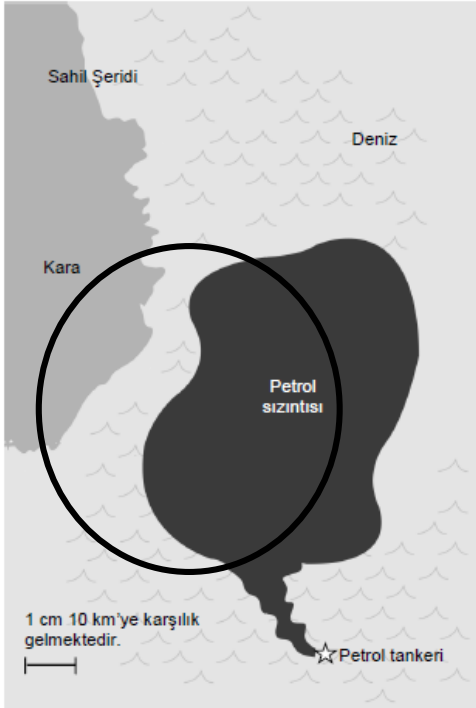 Sahil Şeridi
Deniz
Kara
Petrol
sızıntısı
1 cm 10 km’ye karşılık
gelmektedir.
Petrol tankeri